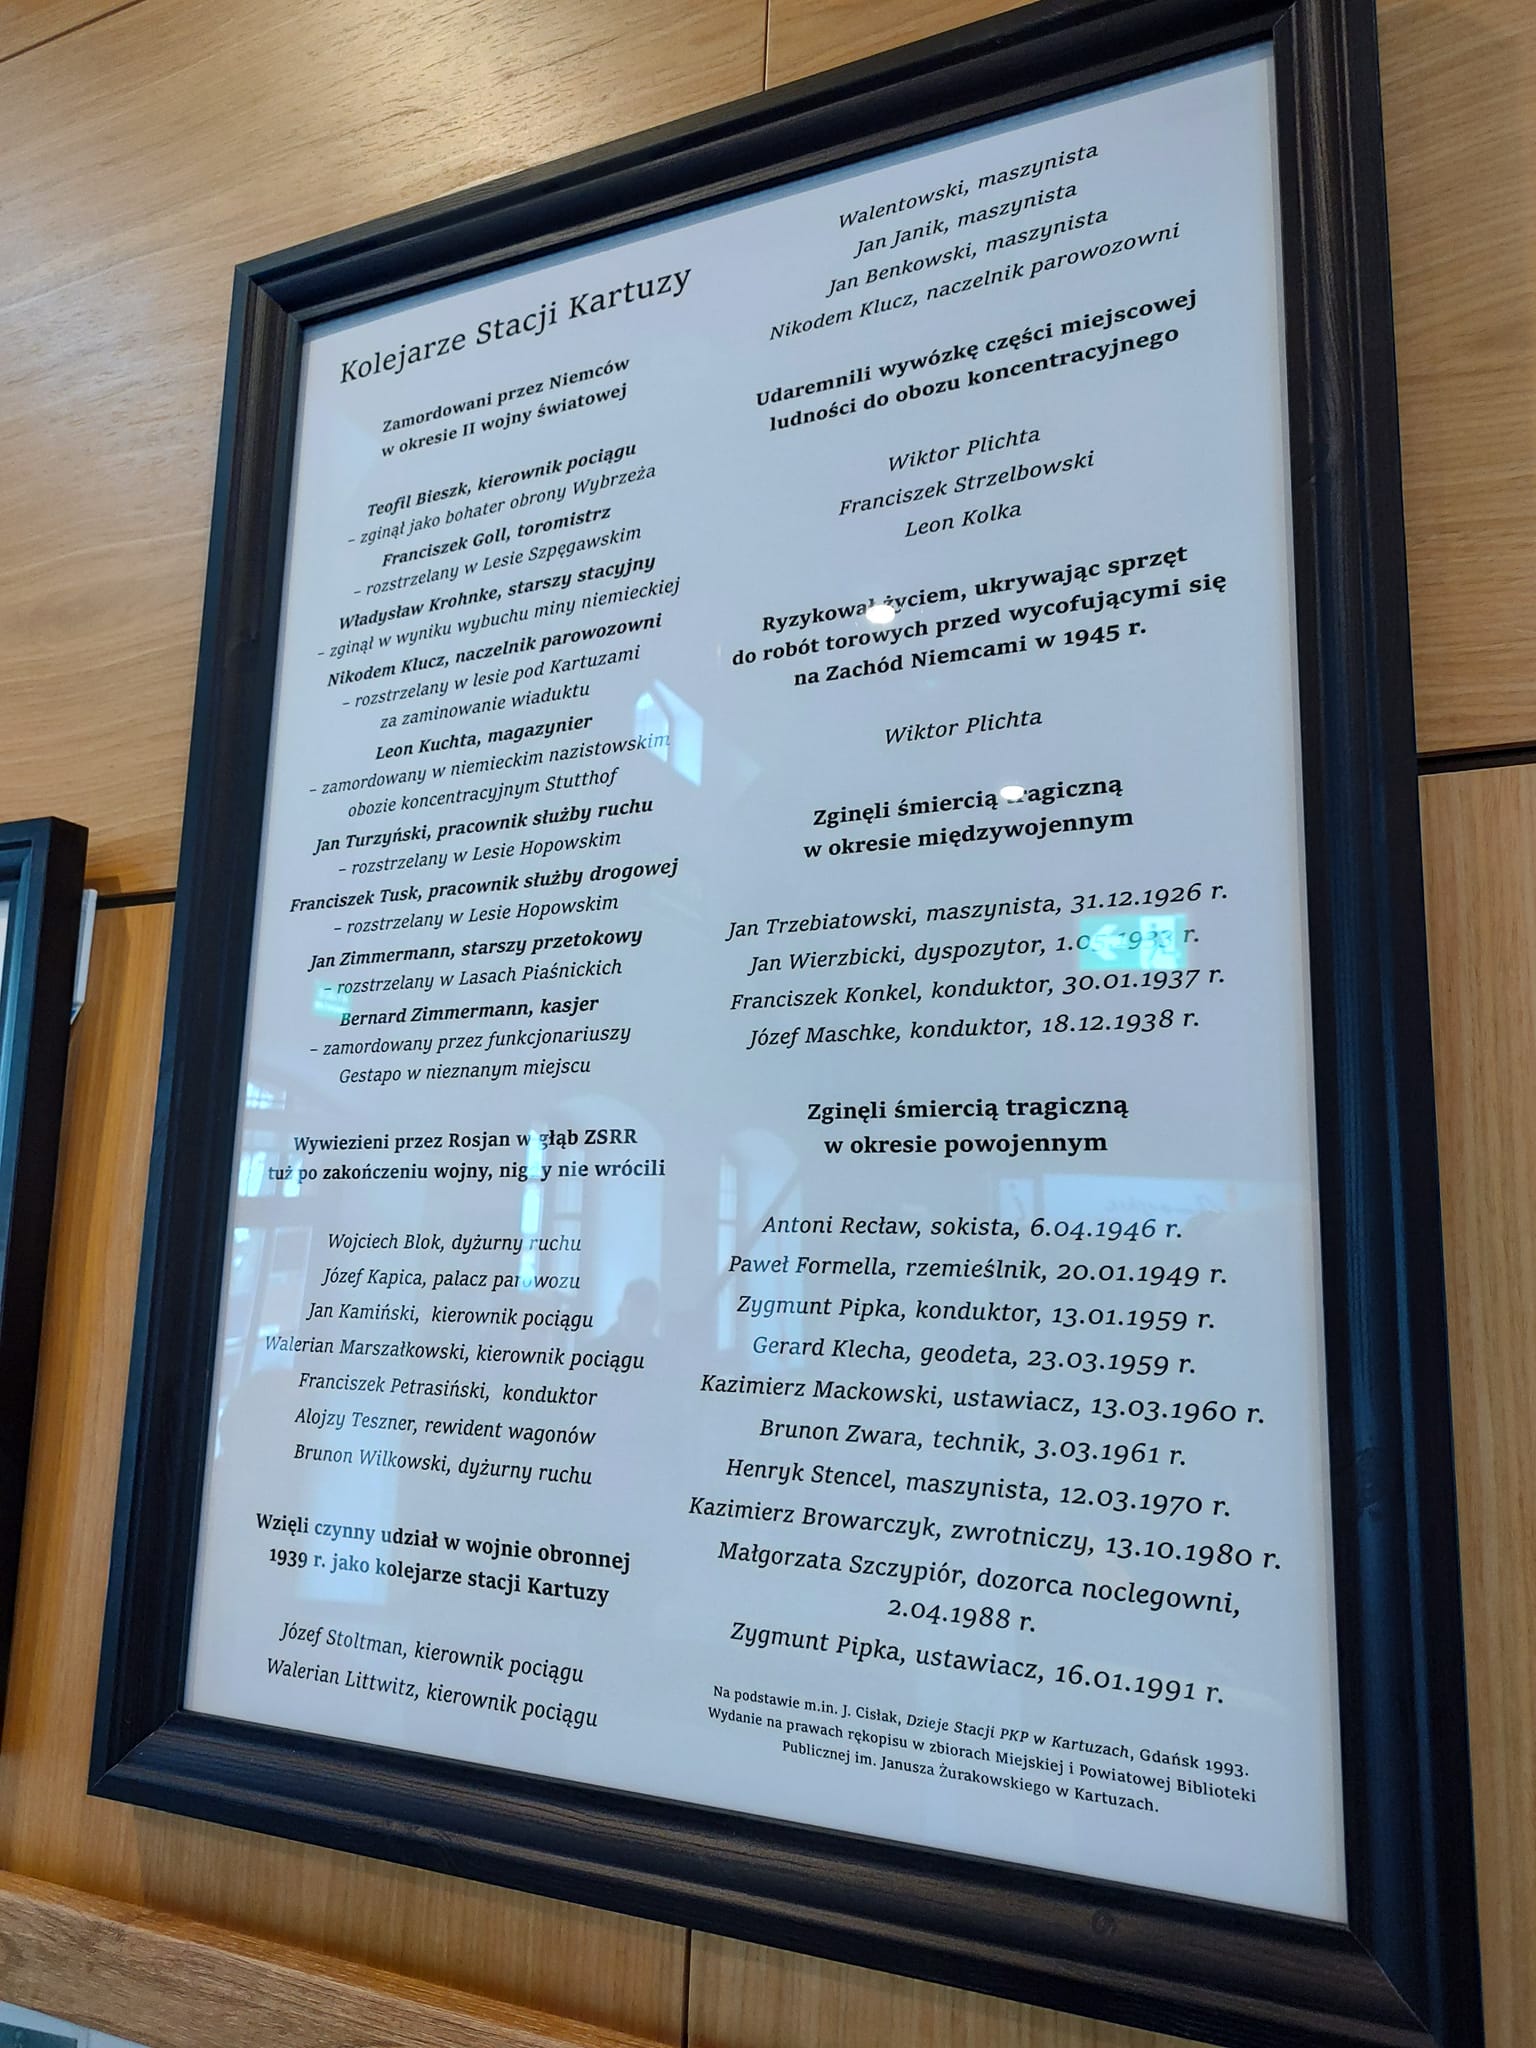 Kolejarze Stacji Kartuzy
Zamordowani przez Niemców
w okresie II wojny światowej
Teofil Bieszk, kierownik pociągu
– zginął jako bohater obrony Wybrzeża
Franciszek Goll, toromistrz
– rozstrzelany w Lesie Szpęgawskim
Władysław Krohnke, starszy stacyjny
– zginął w wyniku wybuchu miny niemieckiej
Nikodem Klucz, naczelnik parowozowni
– rozstrzelany w lesie pod Kartuzami
za zaminowanie wiaduktu
Leon Kuchta, magazynier
– zamordowany w niemieckim nazistowskim
obozie koncentracyjnym Stutthof
Jan Turzyński, pracownik służby ruchu
– rozstrzelany w Lesie Hopowskim
Franciszek Tusk, pracownik służby drogowej
– rozstrzelany w Lesie Hopowskim
Jan Zimmermann, starszy przetokowy
– rozstrzelany w Lasach Piaśnickich
Bernard Zimmermann, kasjer
– zamordowany przez funkcjonariuszy
Gestapo w nieznanym miejscu
Wywiezieni przez Rosjan w głąb ZSRR
tuż po zakończeniu wojny, nigdy nie wrócili
Wojciech Blok, dyżurny ruchu
Józef Kapica, palacz parowozu
Jan Kamiński, kierownik pociągu
Walerian Marszałkowski, kierownik pociągu
Franciszek Petrasiński, konduktor
Alojzy Teszner, rewident wagonów
Brunon Wilkowski, dyżurny ruchu
Wzięli czynny udział w wojnie obronnej
1939 r. jako kolejarze stacji Kartuzy
Józef Stoltman, kierownik pociągu
Walerian Littwitz, kierownik pociągu
Walentowski, maszynista
Jan Janik, maszynista
Jan Benkowski, maszynista
Nikodem Klucz, naczelnik parowozowni
Udaremnili wywózkę części miejscowej
ludności do obozu koncentracyjnego
Wiktor Plichta
Franciszek Strzelbowski
Leon Kolka
Ryzykował życiem, ukrywając sprzęt
do robót torowych przed wycofującymi się
na Zachód Niemcami w 1945 r.
Wiktor Plichta
Zginęli śmiercią tragiczną
w okresie międzywojennym
Jan Trzebiatowski, maszynista, 31.12.1926 r.
Jan Wierzbicki, dyspozytor, r.
Franciszek Konkel, konduktor, 30.01.1937 r.
Józef Maschke, konduktor, 18.12.1938 r.
Zginęli śmiercią tragiczną
w okresie powojennym
Antoni Recław, sokista, 6.04.1946 r.
Paweł Formella, rzemieślnik, 20.01.1949 r.
Zygmunt Pipka, konduktor, 13.01.1959 r.
Gerard Klecha, geodeta, 23.03.1959 r.
Kazimierz Mackowski, ustawiacz, 13.03.1960 r.
Brunon Zwara, technik, 3.03.1961 r.
Henryk Stencel, maszynista, 12.03.1970 r.
Kazimierz Browarczyk, zwrotniczy, 13.10.1980 r.
Małgorzata Szczypiór, dozorca noclegowni,
2.04.1988 r.
Zygmunt Pipka, ustawiacz, 16.01.1991 r.
Na podstawie m.in. J. Cisłak, Dzieje Stacji PKP w Kartuzach, Gdańsk 1993.
Wydanie na prawach rękopisu w zbiorach Miejskiej i Powiatowej Biblioteki
Publicznej im. Janusza Żurakowskiego w Kartuzach.